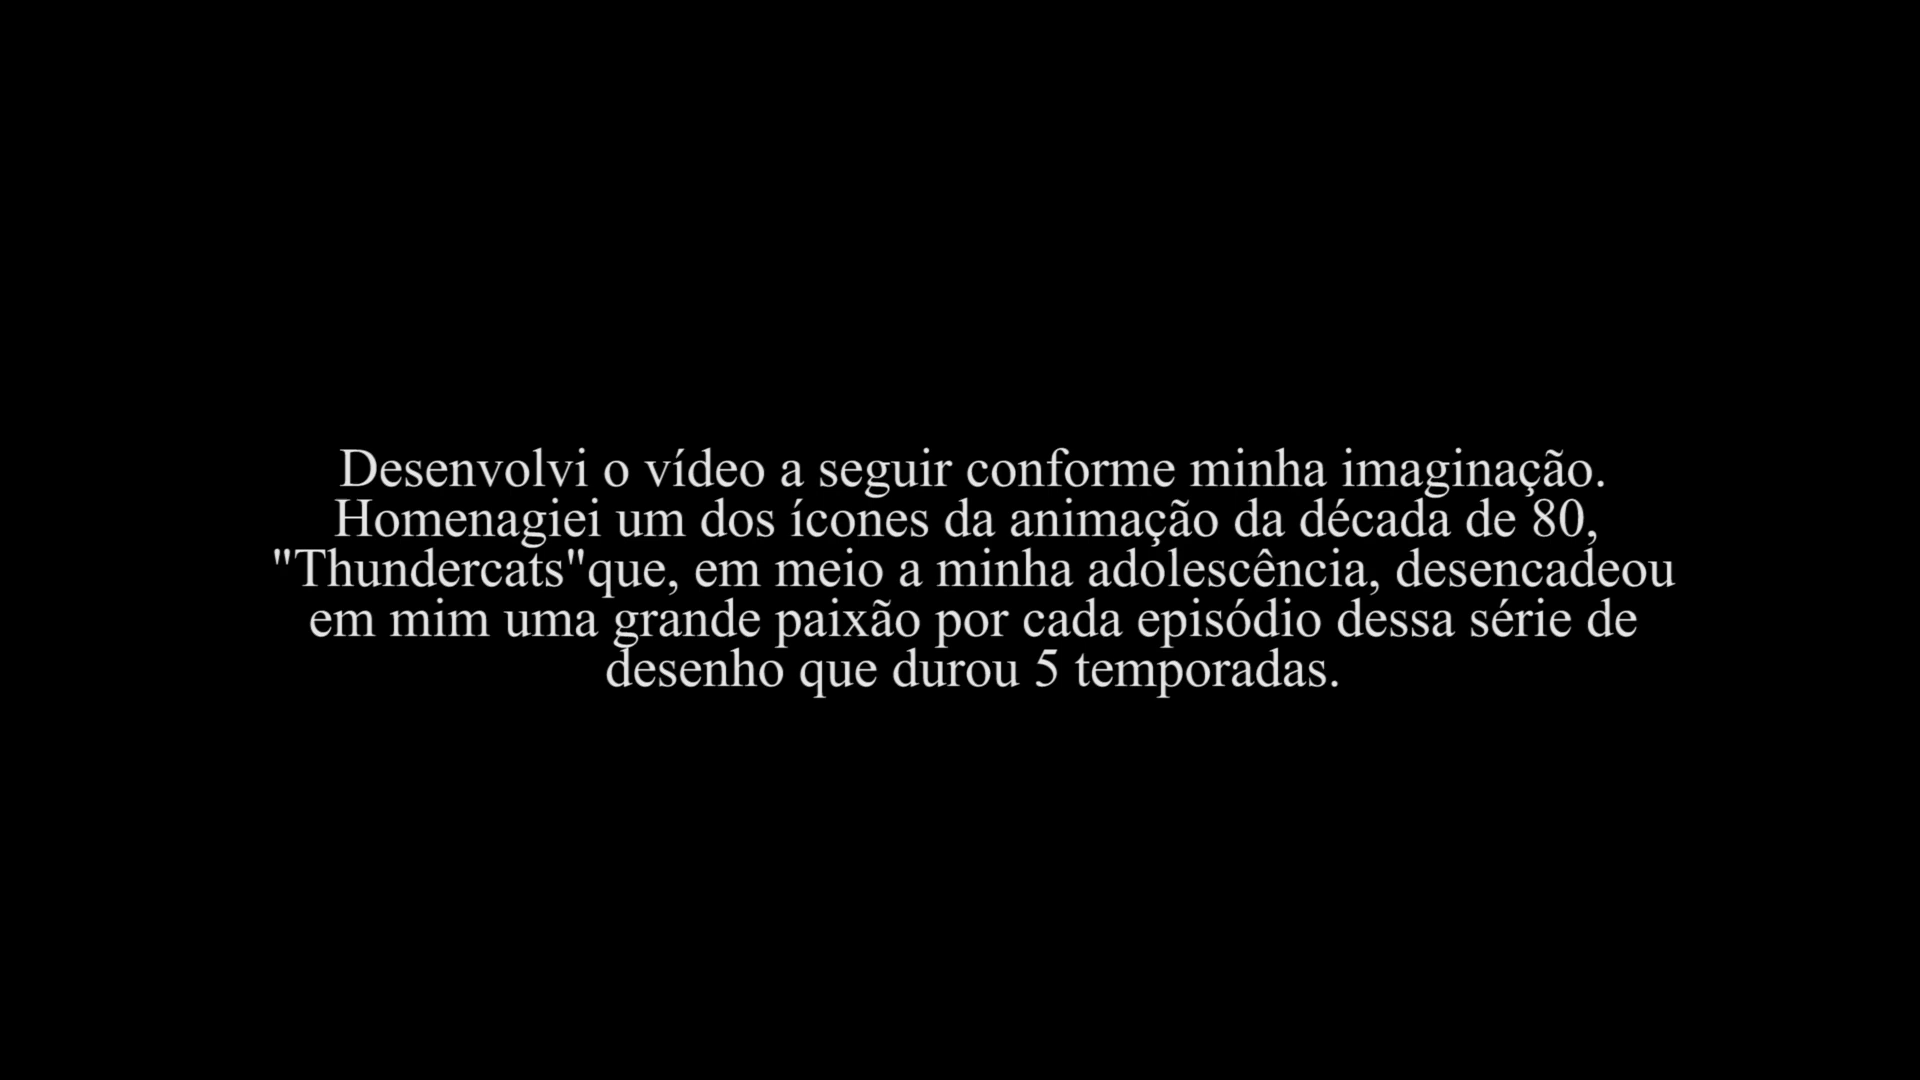 Desenvolvi o vídeo a seguir conforme minha imaginação.
Homenagiei um dos ícones da animação da década de 80,
"Thundercats"que, em meio a minha adolescência, desencadeou
em mim uma grande paixão por cada episódio dessa série de
desenho que durou 5 temporadas.